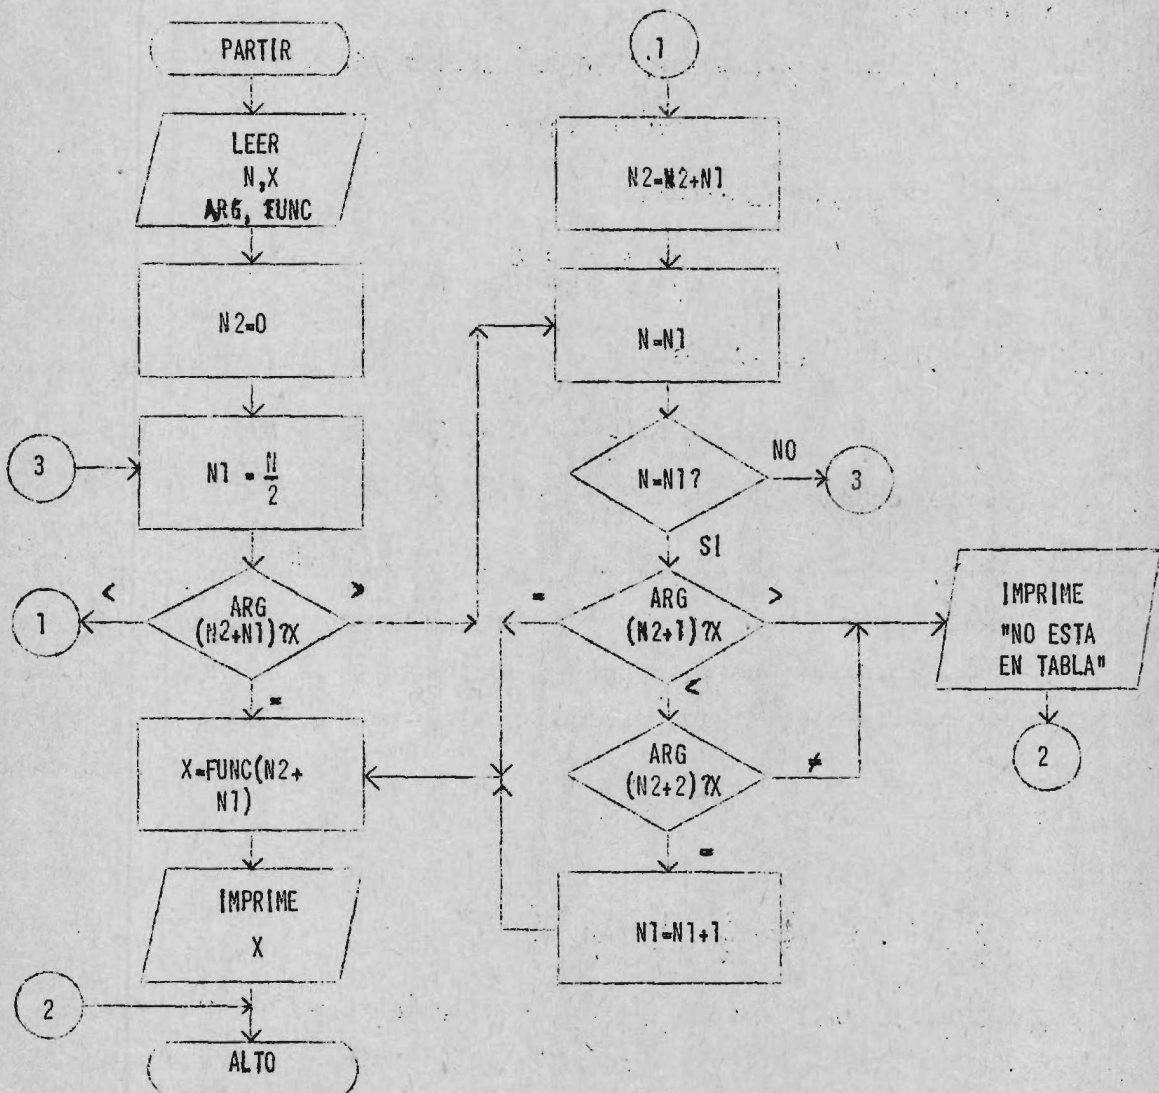 PARTIR
LEER
N,X
ARG, FUNC
N2=0
3
N1 = N
2
<
>
1
ARG
(N2+N1)?X
=
X=FUNC(N2+
N1)
IMPRIME
X
2
ALTO
1
N2=N2+N1
N=N1
N=N1?
NO
3
SI
=
ARG
(N2+1)?X
>
<
ARG
(N2+2)?X
≠
=
N1=N1+1
IMPRIME
"NO ESTA
EN TABLA"
2